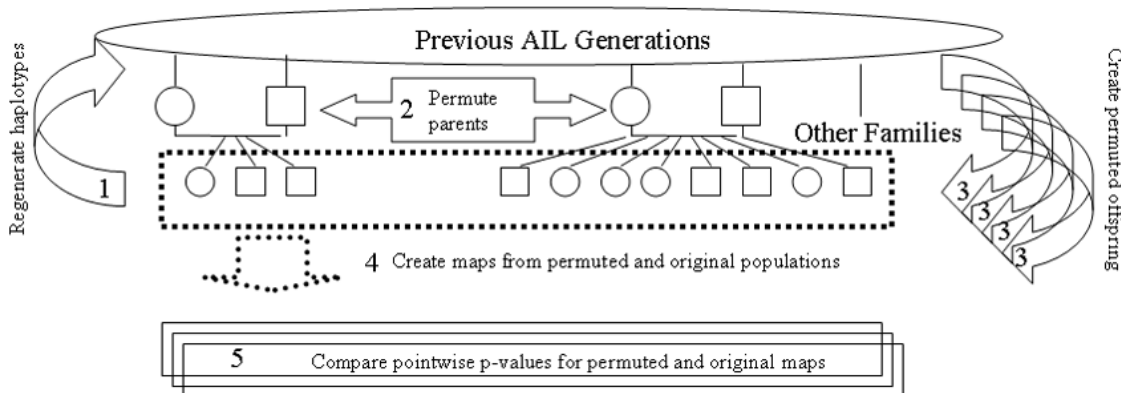 Previous AIL Generations
Regenerate haplotypes
1
2 Permute
parents
Other Families
Create permuted offspring
3
3
3
3
4 Create maps from permuted and original populations
5 Compare pointwise p-values for permuted and original maps